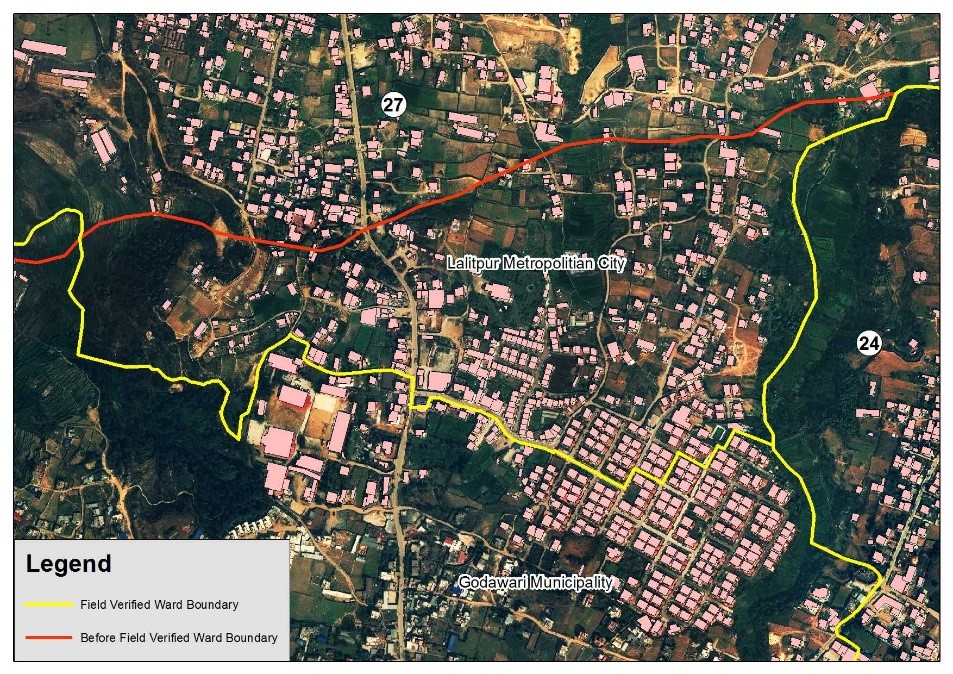 27
Lalitpur Metropolitian City
24
Godawari Municipality
Legend
Field Verified Ward Boundary
Before Field Verified Ward Boundary